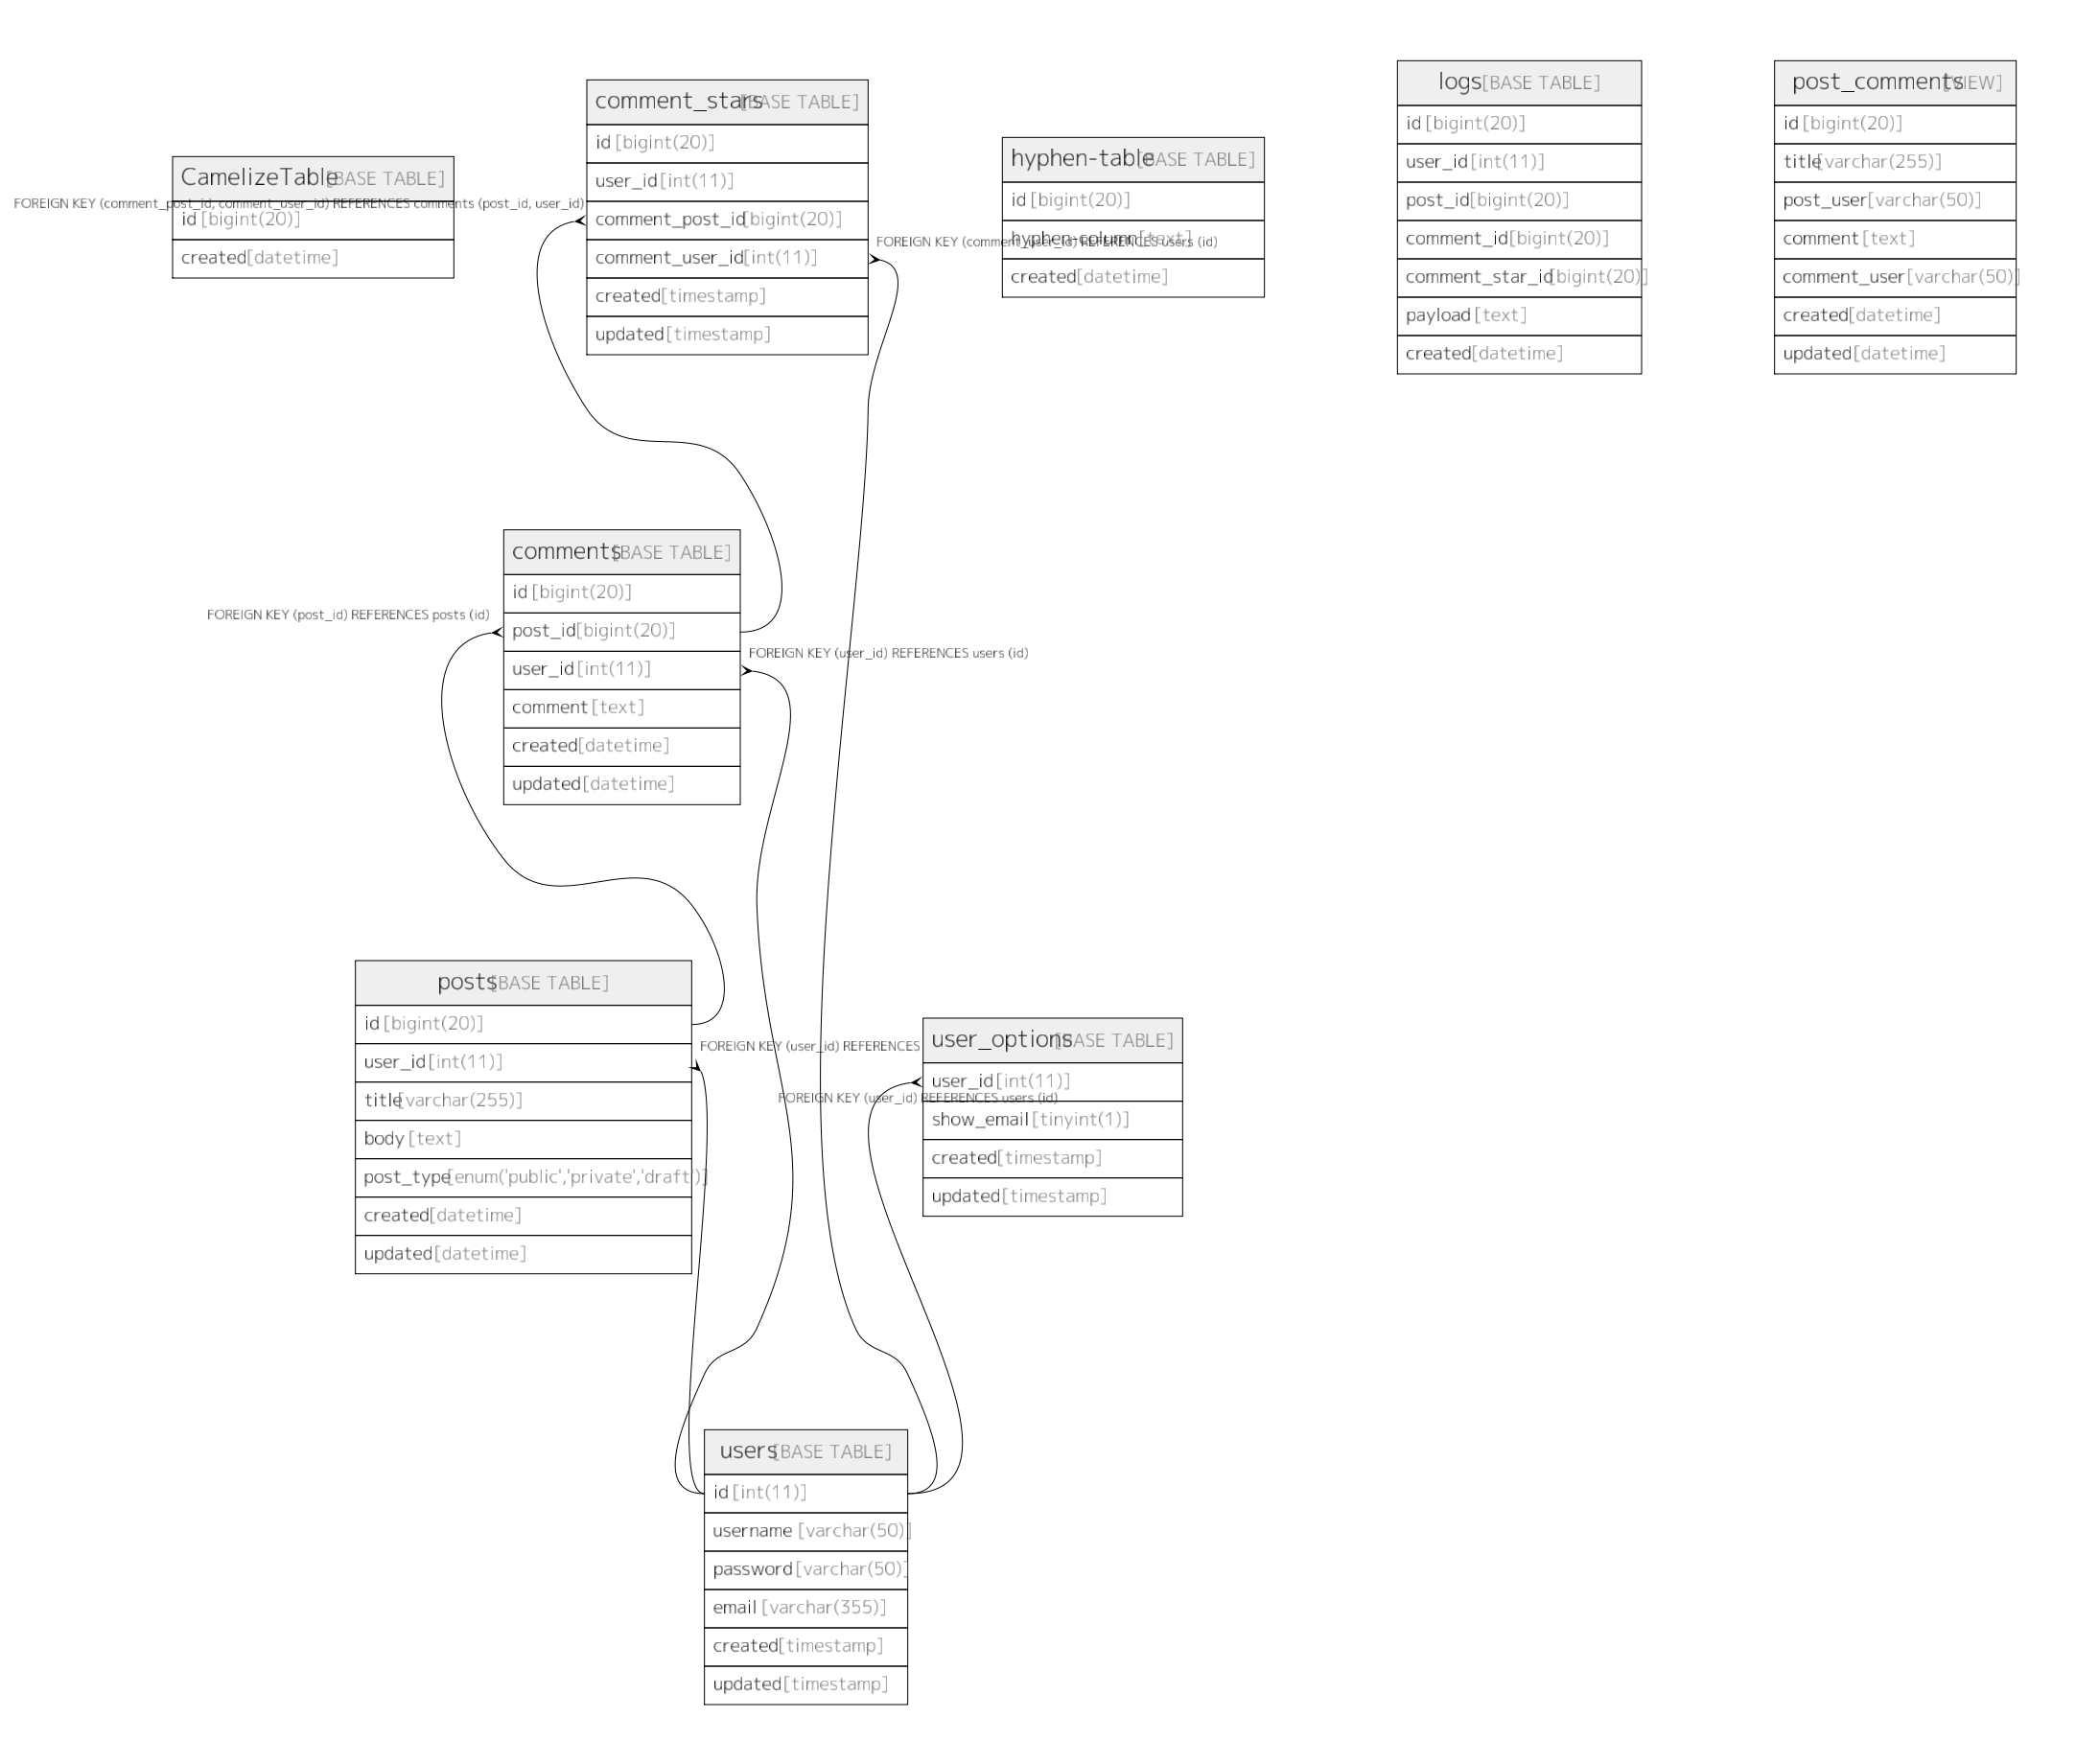 CamelizeTable [BASE TABLE]
id [bigint(20)]
created [datetime]
FOREIGN KEY (comment_post_id, comment_user_id) REFERENCES comments (post_id, user_id)
comment_stars [BASE TABLE]
id [bigint(20)]
user_id [int(11)]
comment_post_id [bigint(20)]
comment_user_id [int(11)]
created [timestamp]
updated [timestamp]
FOREIGN KEY (comment_user_id) REFERENCES users (id)
hyphen-table [BASE TABLE]
id [bigint(20)]
hyphen-column [text]
created [datetime]
logs [BASE TABLE]
id [bigint(20)]
user_id [int(11)]
post_id [bigint(20)]
comment_id [bigint(20)]
comment_star_id [bigint(20)]
payload [text]
created [datetime]
post_comments [VIEW]
id [bigint(20)]
title [varchar(255)]
post_user [varchar(50)]
comment [text]
comment_user [varchar(50)]
created [datetime]
updated [datetime]
comments [BASE TABLE]
id [bigint(20)]
post_id [bigint(20)]
user_id [int(11)]
comment [text]
created [datetime]
updated [datetime]
FOREIGN KEY (post_id) REFERENCES posts (id)
FOREIGN KEY (user_id) REFERENCES users (id)
posts [BASE TABLE]
id [bigint(20)]
user_id [int(11)]
title [varchar(255)]
body [text]
post_type [enum('public','private','draft')]
created [datetime]
updated [datetime]
FOREIGN KEY (user_id) REFERENCES
user_options [BASE TABLE]
user_id [int(11)]
show_email [tinyint(1)]
created [timestamp]
updated [timestamp]
FOREIGN KEY (user_id) REFERENCES users (id)
users [BASE TABLE]
id [int(11)]
username [varchar(50)]
password [varchar(50)]
email [varchar(355)]
created [timestamp]
updated [timestamp]